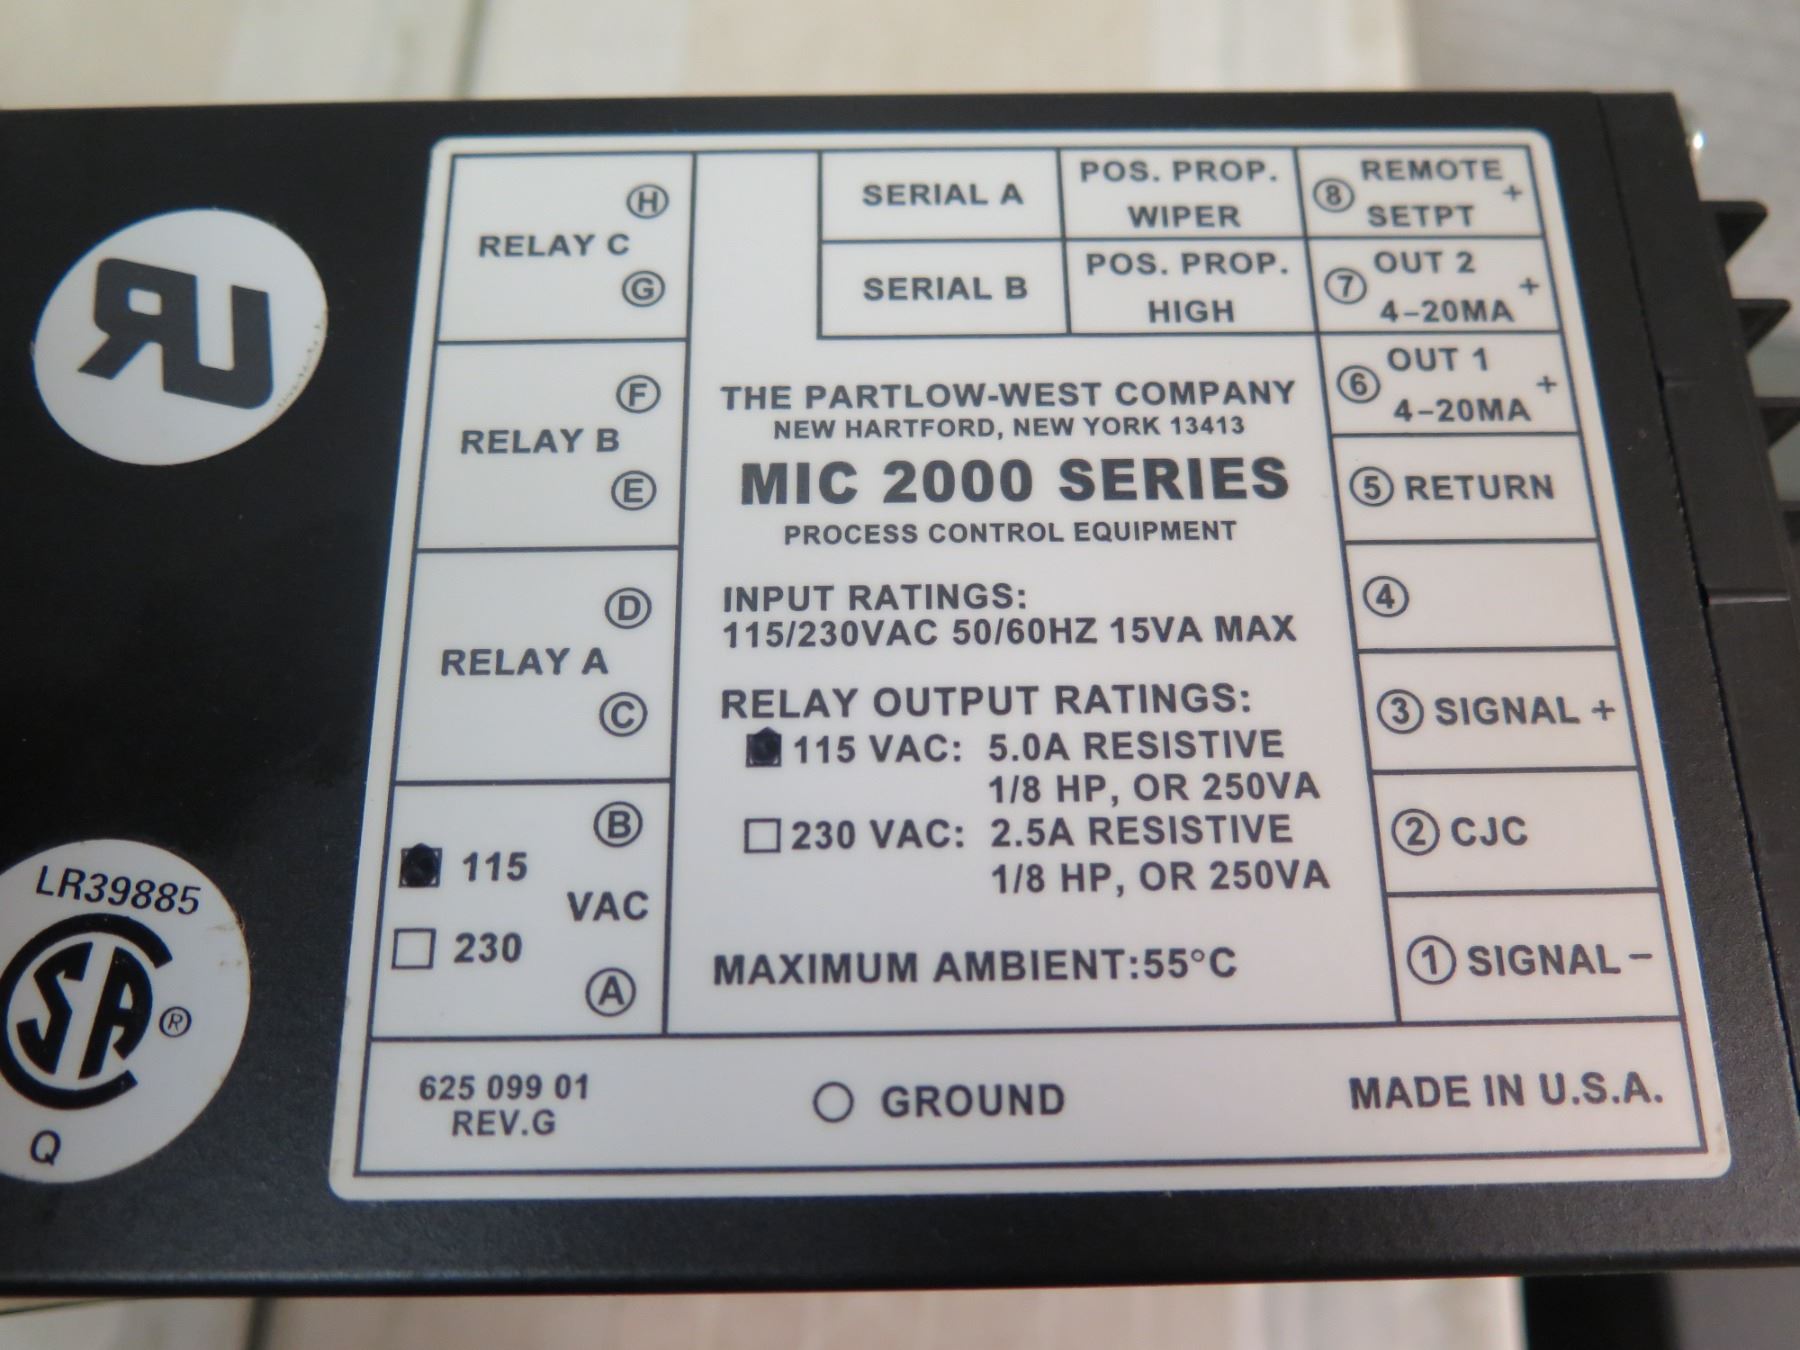 RU
LR39885
SA ®
Q
Ⓗ
RELAY C
Ⓖ
Ⓕ
RELAY B
Ⓔ
Ⓓ
RELAY A
Ⓒ
Ⓑ
115
VAC
230
Ⓐ
SERIAL A
SERIAL B
POS. PROP.
WIPER
POS. PROP.
HIGH
⑧ REMOTE +
SETPT
⑦ OUT 2 +
4-20MA
⑥ OUT 1 +
4-20MA
⑤ RETURN
④
③ SIGNAL +
② CJC
① SIGNAL -
THE PARTLOW-WEST COMPANY
NEW HARTFORD, NEW YORK 13413
MIC 2000 SERIES
PROCESS CONTROL EQUIPMENT
INPUT RATINGS:
115/230VAC 50/60HZ 15VA MAX
RELAY OUTPUT RATINGS:
115 VAC: 5.0A RESISTIVE
1/8 HP, OR 250VA
230 VAC: 2.5A RESISTIVE
1/8 HP, OR 250VA
MAXIMUM AMBIENT:55°C
625 099 01
REV.G
GROUND
MADE IN U.S.A.